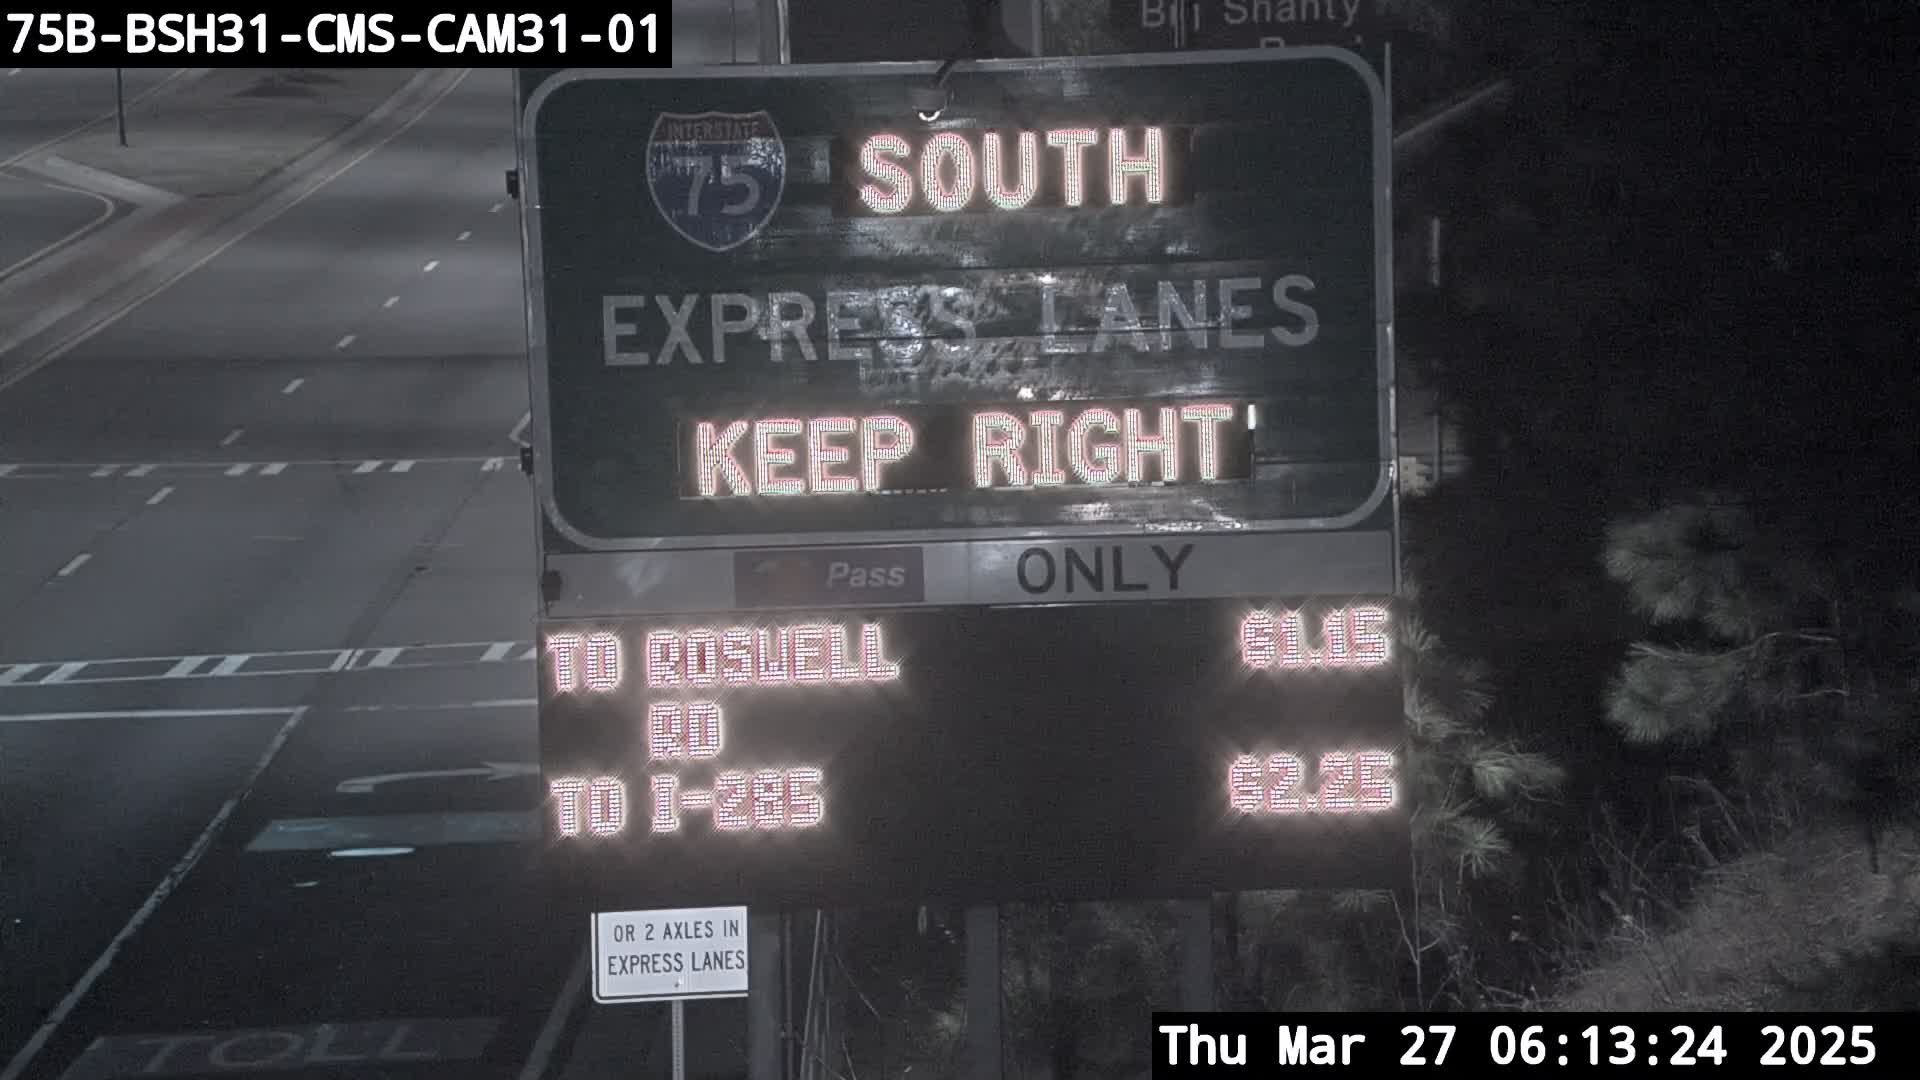 75B-BSH31-CMS-CAM31-01
Shanty
INTERSTATE
75
SOUTH
EXPRESS LANES
KEEP RIGHT
Pass ONLY
TO ROSWELL $1.15
RD
TO I-285 $2.25
OR 2 AXLES IN
EXPRESS LANES
TOLL
Thu Mar 27 06:13:24 2025